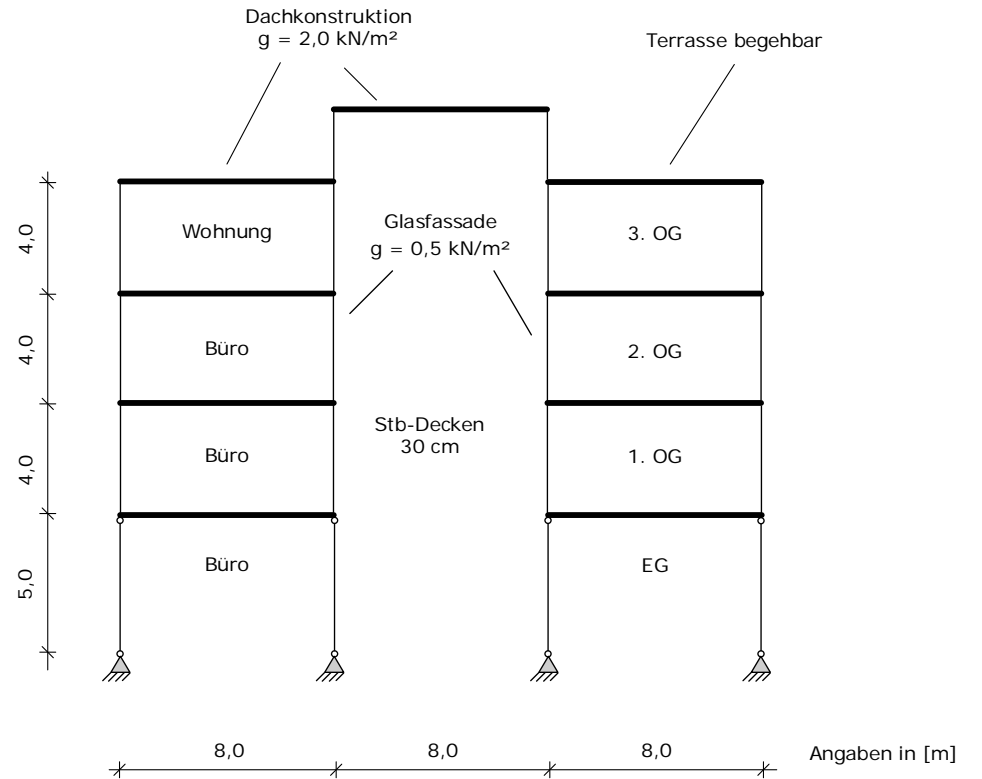 Dachkonstruktion
g = 2,0 kN/m²
Terrasse begehbar
4,0
Wohnung
Glasfassade
g = 0,5 kN/m²
3. OG
4,0
Büro
2. OG
4,0
Büro
Stb-Decken
30 cm
1. OG
5,0
Büro
EG
8,0
8,0
8,0
Angaben in [m]